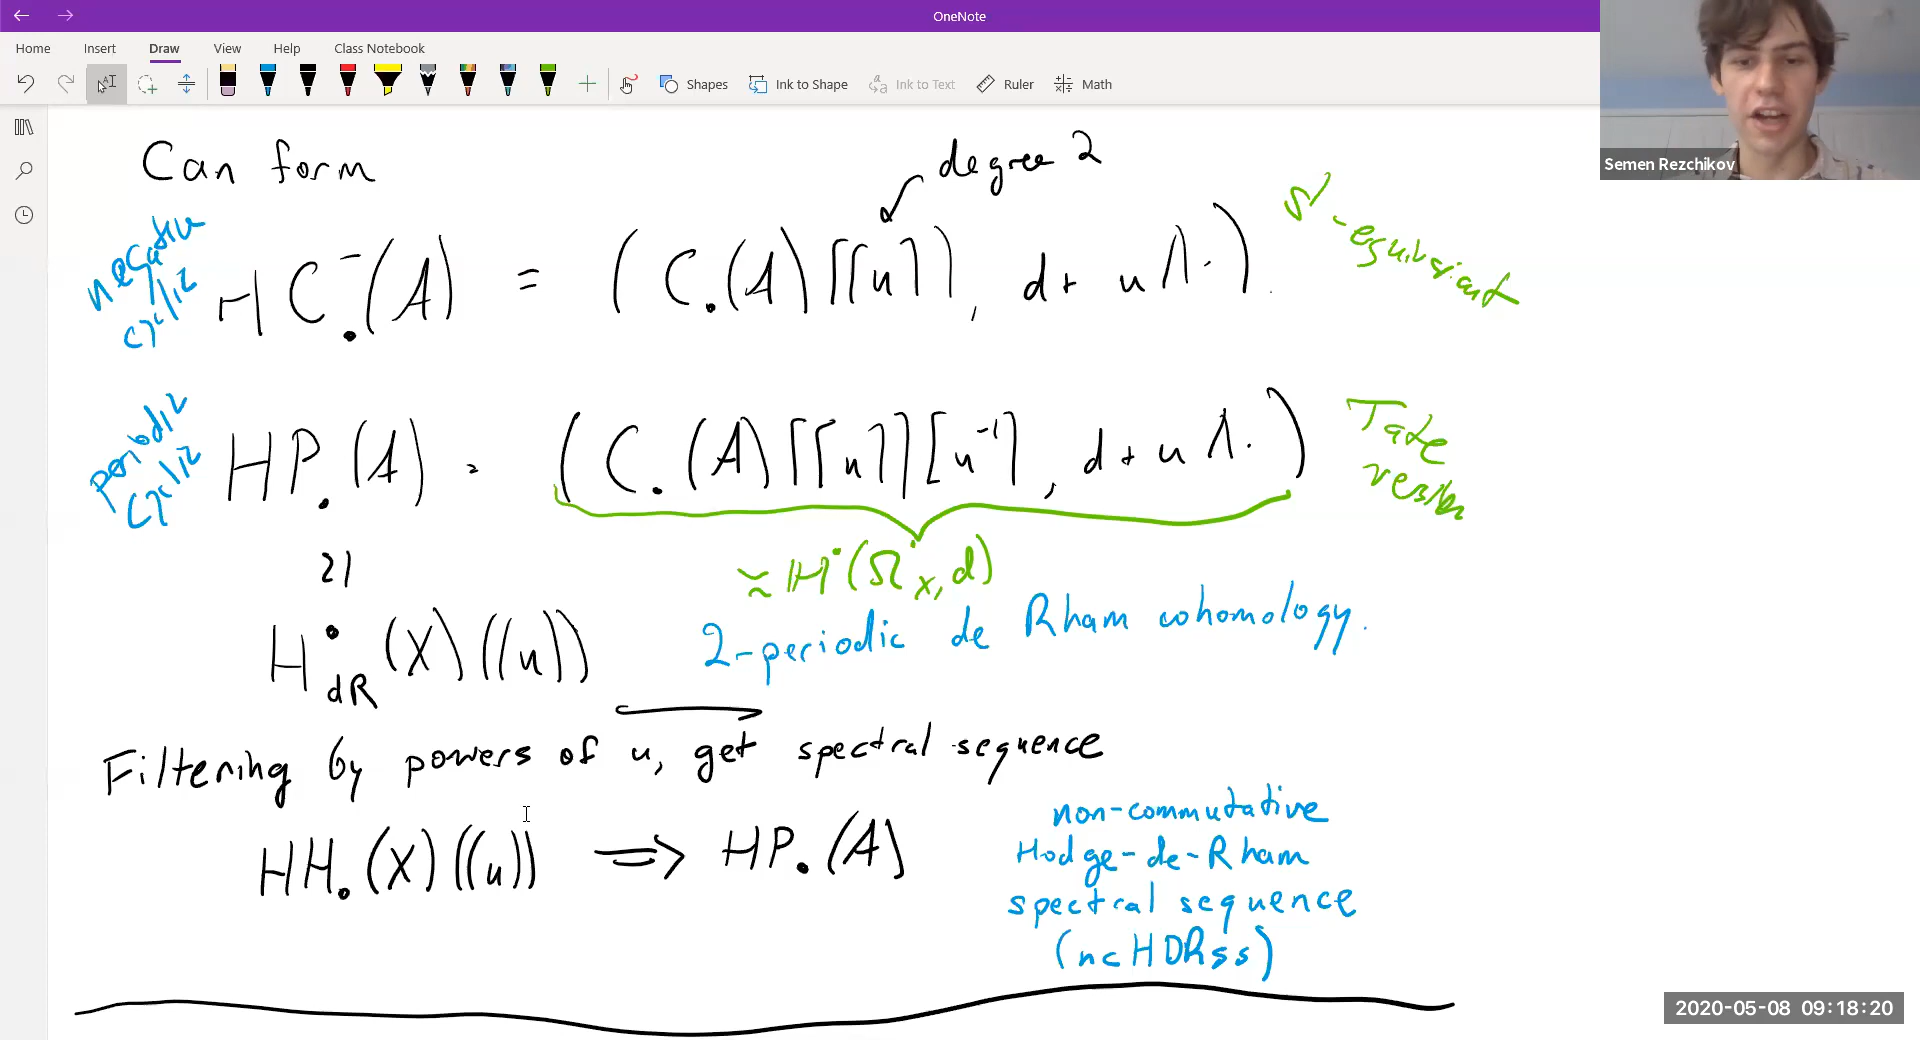 OneNote
Home Insert Draw View Help Class Notebook
Shapes Ink to Shape Ink to Text Ruler Math
Semen Rezchikov
Can form
degree 2
negative cyclic
HC⁻•(A) = (C•(A)[[u]], d + uΛ·)
S¹-equivariant
periodic cyclic
HP•(A) = (C•(A)[[u]][u⁻¹], d + uΛ·)
Tate version
≃ ℍ•(Ω•X, d)
H•dR(X)((u))
2-periodic de Rham cohomology.
Filtering by powers of u, get spectral sequence
HH•(X)((u)) ⟹ HP•(A)
non-commutative
Hodge-de-Rham
spectral sequence
(ncHDRss)
2020-05-08 09:18:20